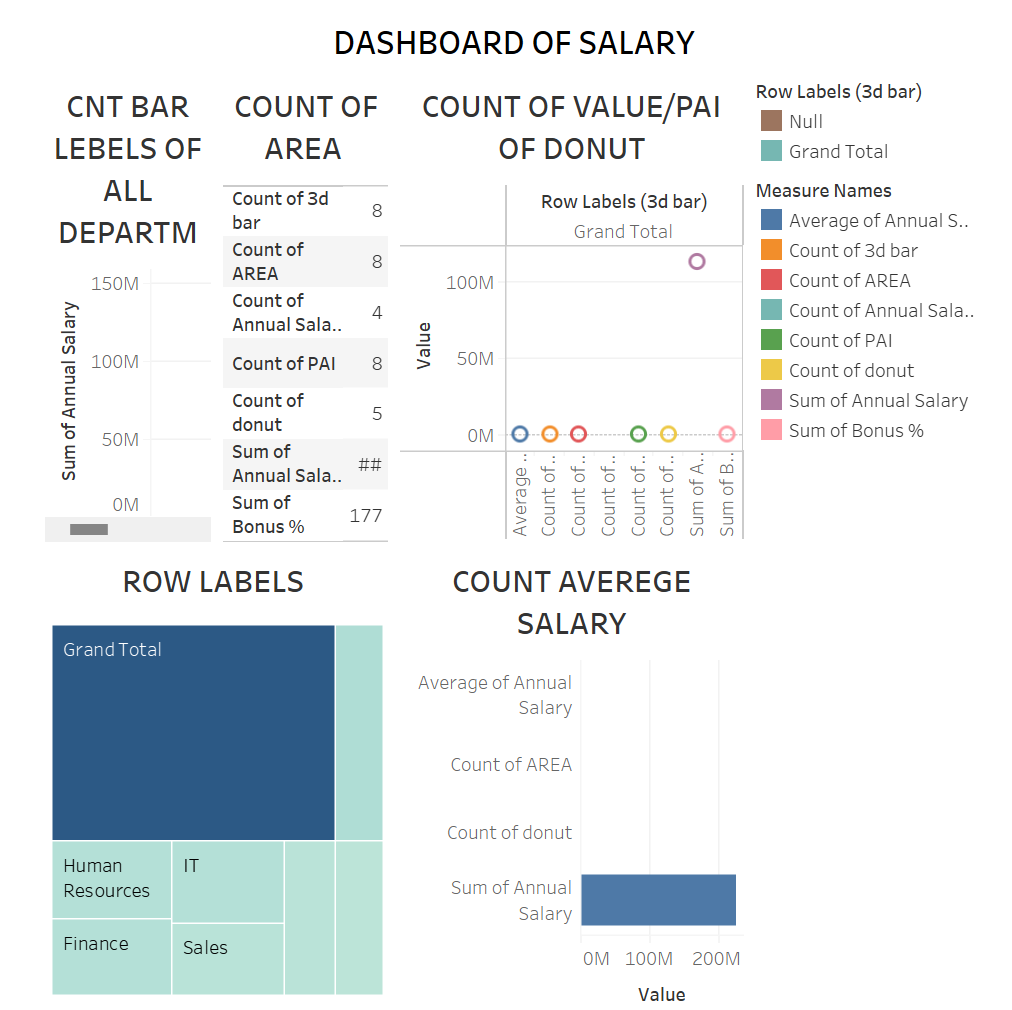 DASHBOARD OF SALARY
CNT BAR
LEBELS OF
ALL
DEPARTM
150M
100M
50M
0M
Sum of Annual Salary
COUNT OF
AREA
Count of 3d
bar
8
Count of
AREA
8
Count of
Annual Sala..
4
Count of PAI
8
Count of
donut
5
Sum of
Annual Sala..
##
Sum of
Bonus %
177
COUNT OF VALUE/PAI
OF DONUT
Row Labels (3d bar)
Grand Total
100M
50M
0M
Value
Average ..
Count of..
Count of..
Count of..
Count of..
Count of..
Sum of A..
Sum of B..
Row Labels (3d bar)
Null
Grand Total
Measure Names
Average of Annual S..
Count of 3d bar
Count of AREA
Count of Annual Sala..
Count of PAI
Count of donut
Sum of Annual Salary
Sum of Bonus %
ROW LABELS
Grand Total
Human
Resources
IT
Finance
Sales
COUNT AVEREGE
SALARY
Average of Annual
Salary
Count of AREA
Count of donut
Sum of Annual
Salary
0M 100M 200M
Value